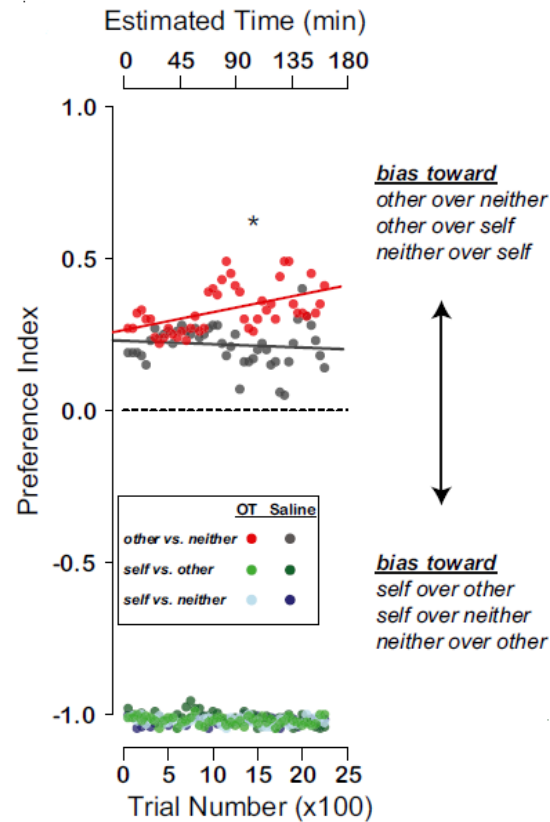 Estimated Time (min)
0 45 90 135 180
1.0
bias toward
other over neither
other over self
neither over self
*
0.5
Preference Index
0.0
OT Saline
other vs. neither
self vs. other
self vs. neither
-0.5
bias toward
self over other
self over neither
neither over other
-1.0
0 5 10 15 20 25
Trial Number (x100)